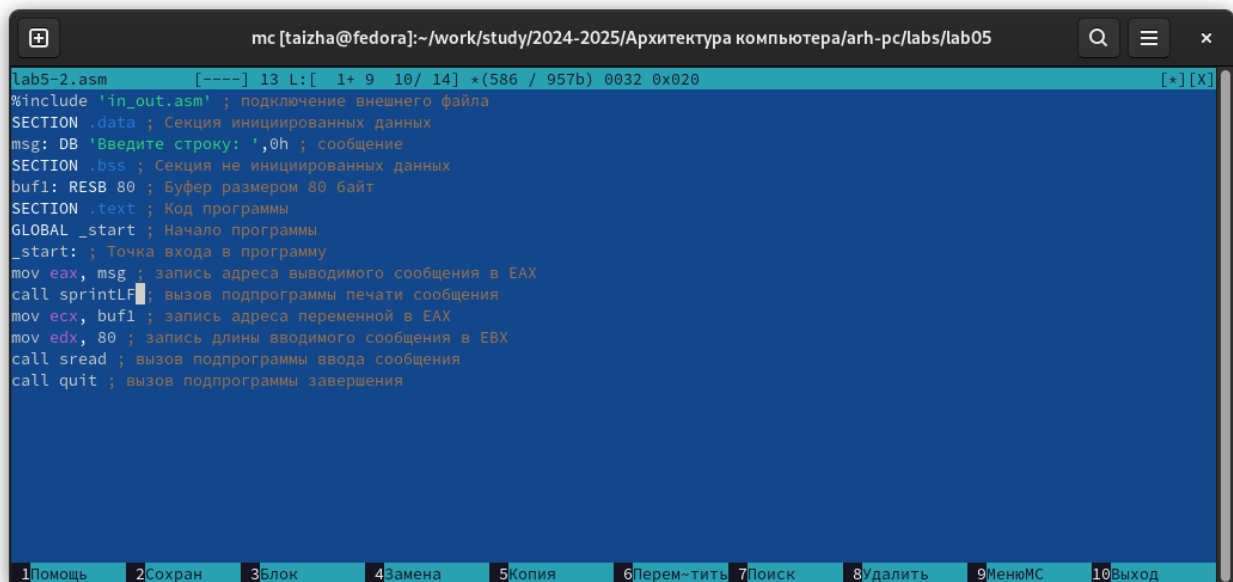 mc [taizha@fedora]:~/work/study/2024-2025/Архитектура компьютера/arh-pc/labs/lab05
lab5-2.asm [----] 13 L:[ 1+ 9 10/ 14] *(586 / 957b) 0032 0x020 [*][X]
%include 'in_out.asm' ; подключение внешнего файла
SECTION .data ; Секция инициированных данных
msg: DB 'Введите строку: ',0h ; сообщение
SECTION .bss ; Секция не инициированных данных
buf1: RESB 80 ; Буфер размером 80 байт
SECTION .text ; Код программы
GLOBAL _start ; Начало программы
_start: ; Точка входа в программу
mov eax, msg ; запись адреса выводимого сообщения в EAX
call sprintLF ; вызов подпрограммы печати сообщения
mov ecx, buf1 ; запись адреса переменной в EAX
mov edx, 80 ; запись длины вводимого сообщения в EBX
call sread ; вызов подпрограммы ввода сообщения
call quit ; вызов подпрограммы завершения
1Помощь 2Сохран 3Блок 4Замена 5Копия 6Перем~тить 7Поиск 8Удалить 9МенюMC 10Выход